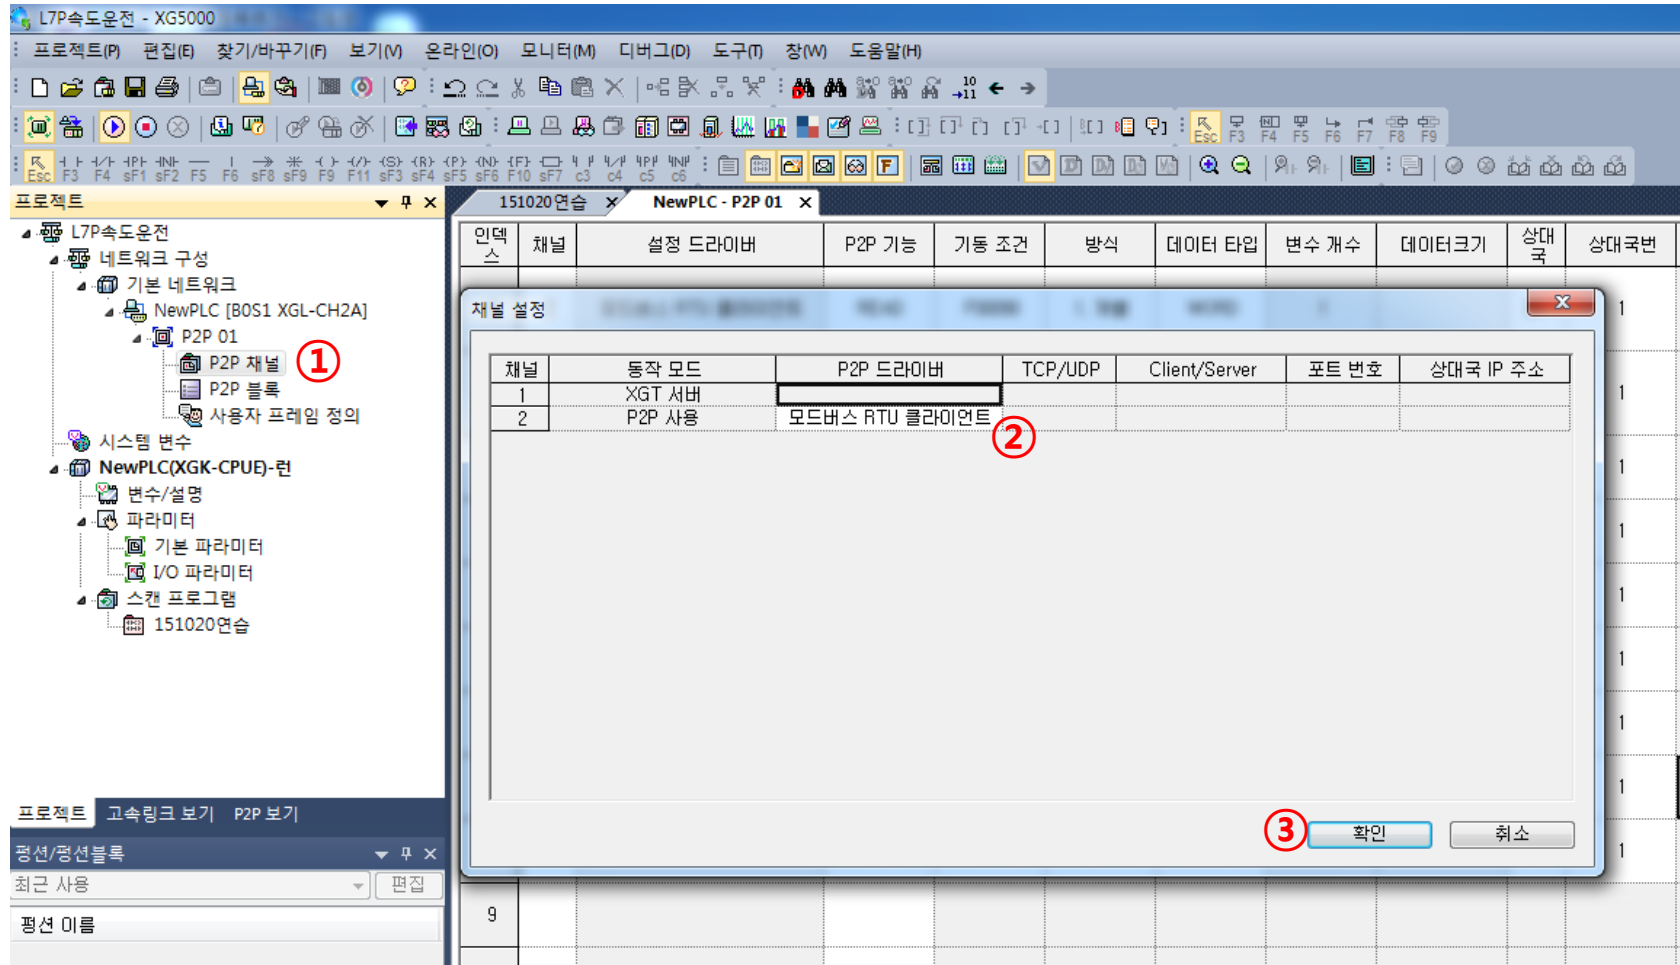 L7P속도운전 - XG5000
프로젝트(P) 편집(E) 찾기/바꾸기(F) 보기(V) 온라인(O) 모니터(M) 디버그(D) 도구(T) 창(W) 도움말(H)
Esc F3 F4 F5 F6 F7 F8 F9
Esc F3 F4 sF1 sF2 F5 F6 sF8 sF9 F9 F11 sF3 sF4 sF5 sF6 F10 sF7 c3 c4 c5 c6
프로젝트
151020연습 NewPLC - P2P 01
L7P속도운전
네트워크 구성
기본 네트워크
NewPLC [B0S1 XGL-CH2A]
P2P 01
P2P 채널 ①
P2P 블록
사용자 프레임 정의
시스템 변수
NewPLC(XGK-CPUE)-런
변수/설명
파라미터
기본 파라미터
I/O 파라미터
스캔 프로그램
151020연습
프로젝트 고속링크 보기 P2P 보기
펑션/펑션블록
최근 사용 편집
펑션 이름
인덱스 채널 설정 드라이버 P2P 기능 기동 조건 방식 데이터 타입 변수 개수 데이터크기 상대국 상대국번
채널 설정
채널 동작 모드 P2P 드라이버 TCP/UDP Client/Server 포트 번호 상대국 IP 주소
1 XGT 서버
2 P2P 사용 모드버스 RTU 클라이언트
②
③ 확인 취소
1
1
1
1
1
1
1
1
1
9